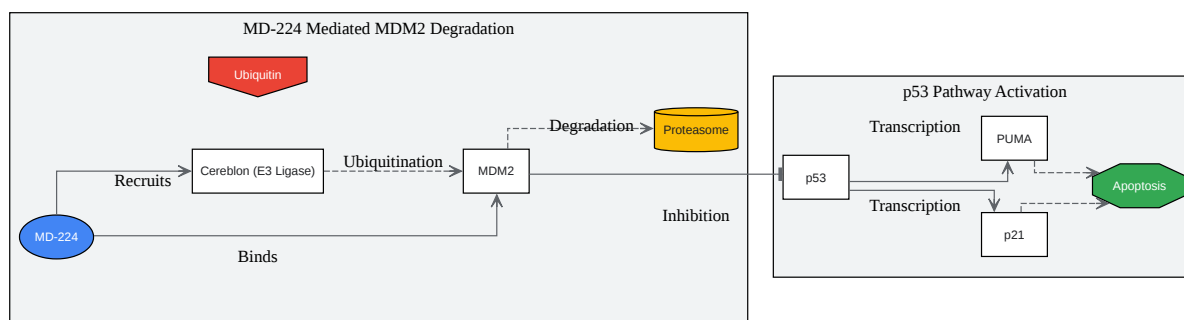 MD-224 Mediated MDM2 Degradation
Ubiquitin
Degradation
Proteasome
Recruits
Cereblon (E3 Ligase)
Ubiquitination
MDM2
MD-224
Binds
Inhibition
p53 Pathway Activation
Transcription
PUMA
p53
Apoptosis
Transcription
p21